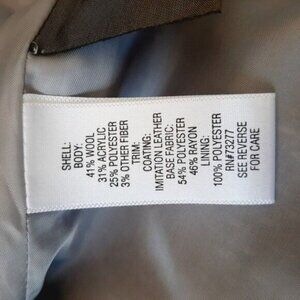 SHELL:
BODY:
41% WOOL
31% ACRYLIC
25% POLYESTER
3% OTHER FIBER
TRIM:
COATING:
IMITATION LEATHER
BASE FABRIC:
54% POLYESTER
46% RAYON
LINING:
100% POLYESTER
RN#73277
SEE REVERSE
FOR CARE